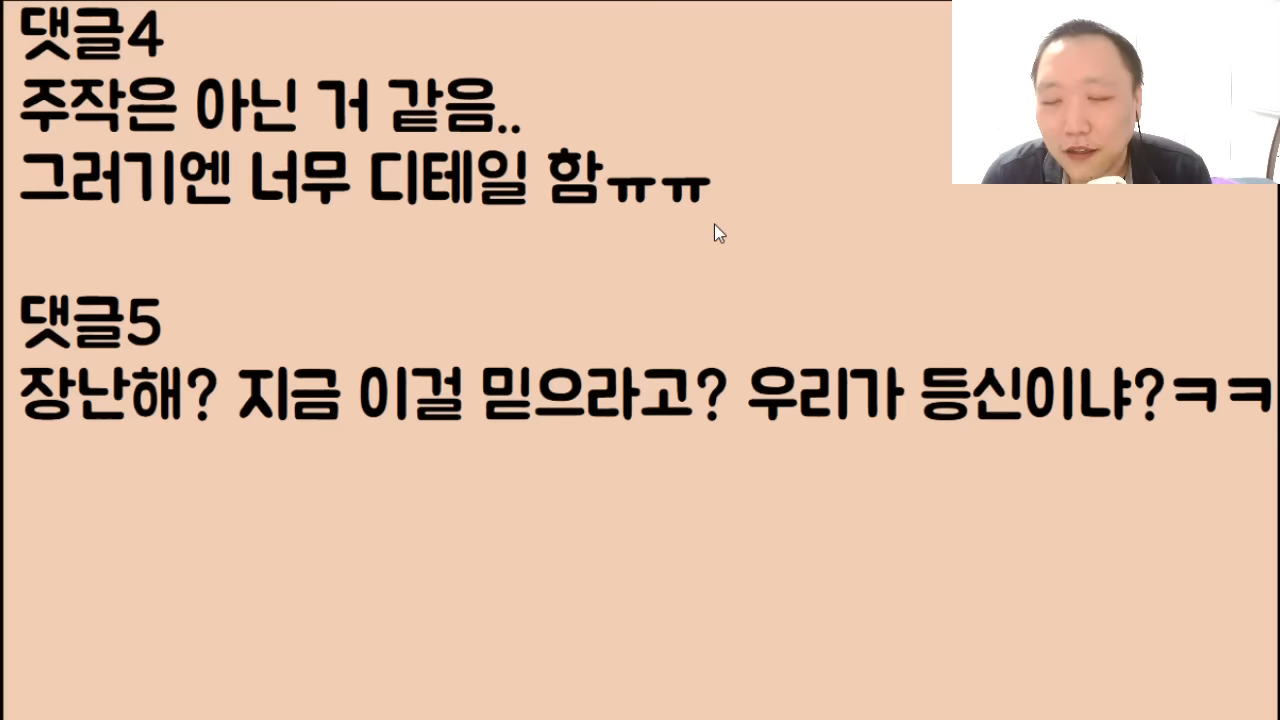 댓글4
주작은 아닌 거 같음..
그러기엔 너무 디테일 함ㅠㅠ
댓글5
장난해? 지금 이걸 믿으라고? 우리가 등신이냐?ㅋㅋ